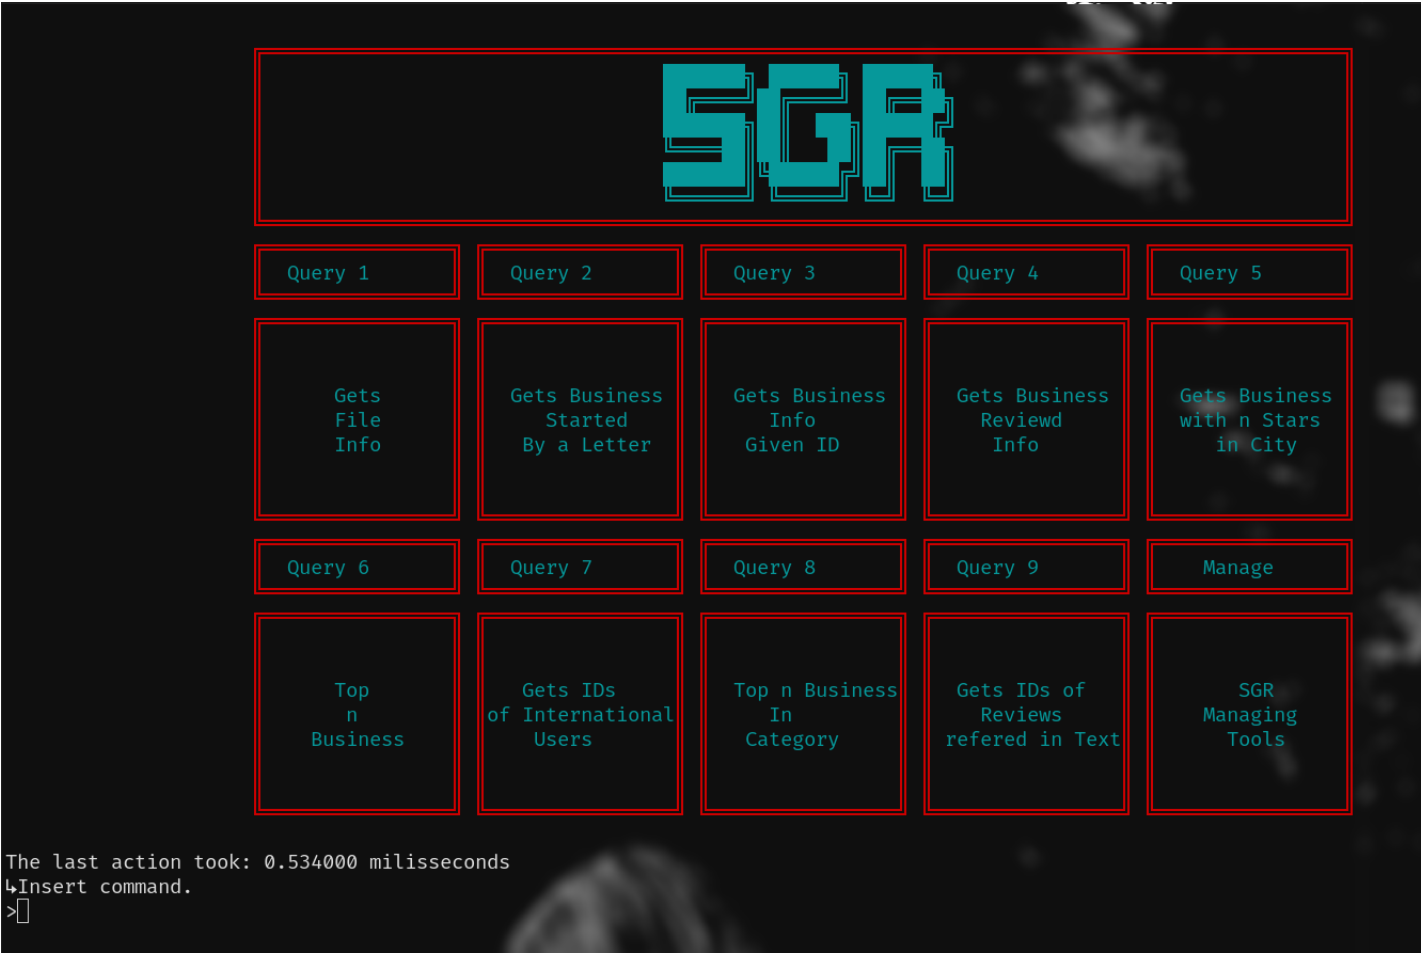 SGR
Query 1
Query 2
Query 3
Query 4
Query 5
Gets
File
Info
Gets Business
Started
By a Letter
Gets Business
Info
Given ID
Gets Business
Reviewd
Info
Gets Business
with n Stars
in City
Query 6
Query 7
Query 8
Query 9
Manage
Top
n
Business
Gets IDs
of International
Users
Top n Business
In
Category
Gets IDs of
Reviews
refered in Text
SGR
Managing
Tools
The last action took: 0.534000 milisseconds
↳Insert command.
>